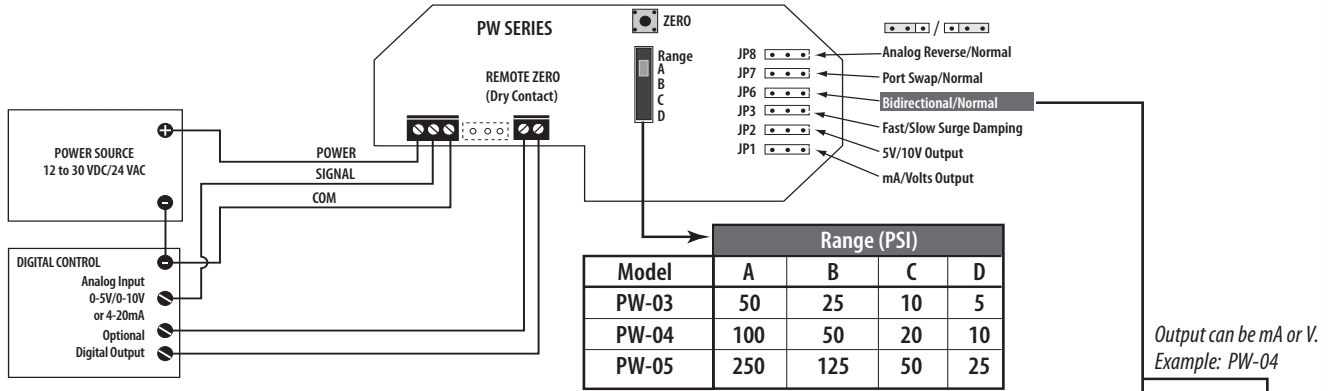 PW SERIES
ZERO
Range
A
B
C
D
REMOTE ZERO
(Dry Contact)
/
JP8
Analog Reverse/Normal
JP7
Port Swap/Normal
JP6
Bidirectional/Normal
JP3
Fast/Slow Surge Damping
JP2
5V/10V Output
JP1
mA/Volts Output
POWER SOURCE
12 to 30 VDC/24 VAC
POWER
SIGNAL
COM
DIGITAL CONTROL
Analog Input
0-5V/0-10V
or 4-20mA
Optional
Digital Output
Range (PSI)
Model A B C D
PW-03 50 25 10 5
PW-04 100 50 20 10
PW-05 250 125 50 25
Output can be mA or V.
Example: PW-04